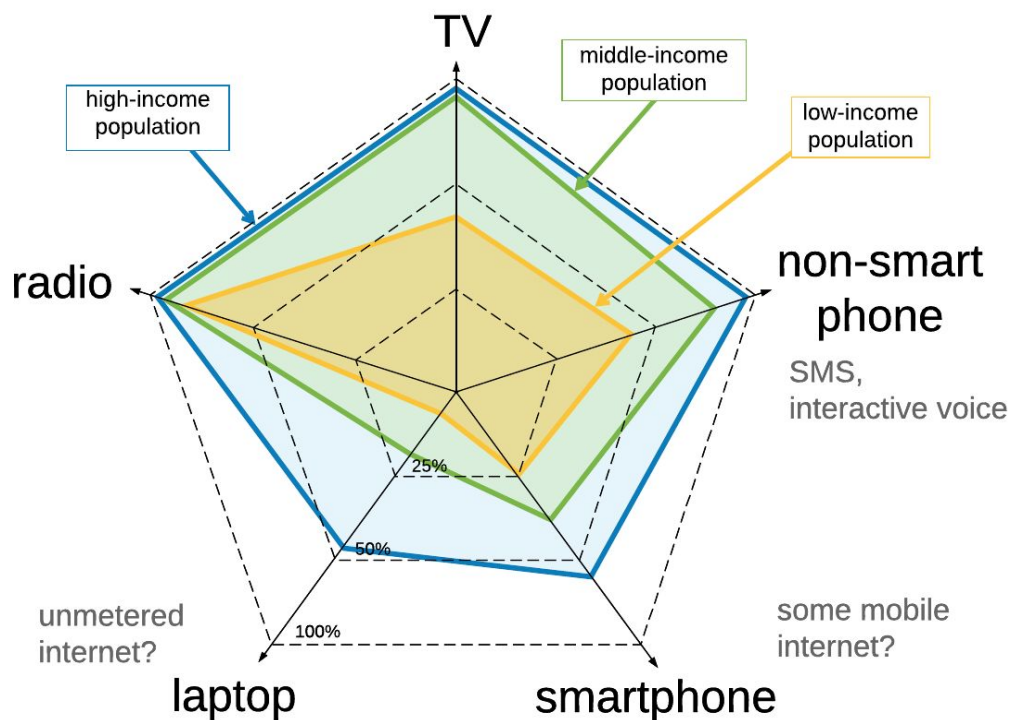 TV
high-income
population
middle-income
population
low-income
population
radio
non-smart
phone
SMS,
interactive voice
25%
50%
100%
unmetered
internet?
some mobile
internet?
laptop
smartphone